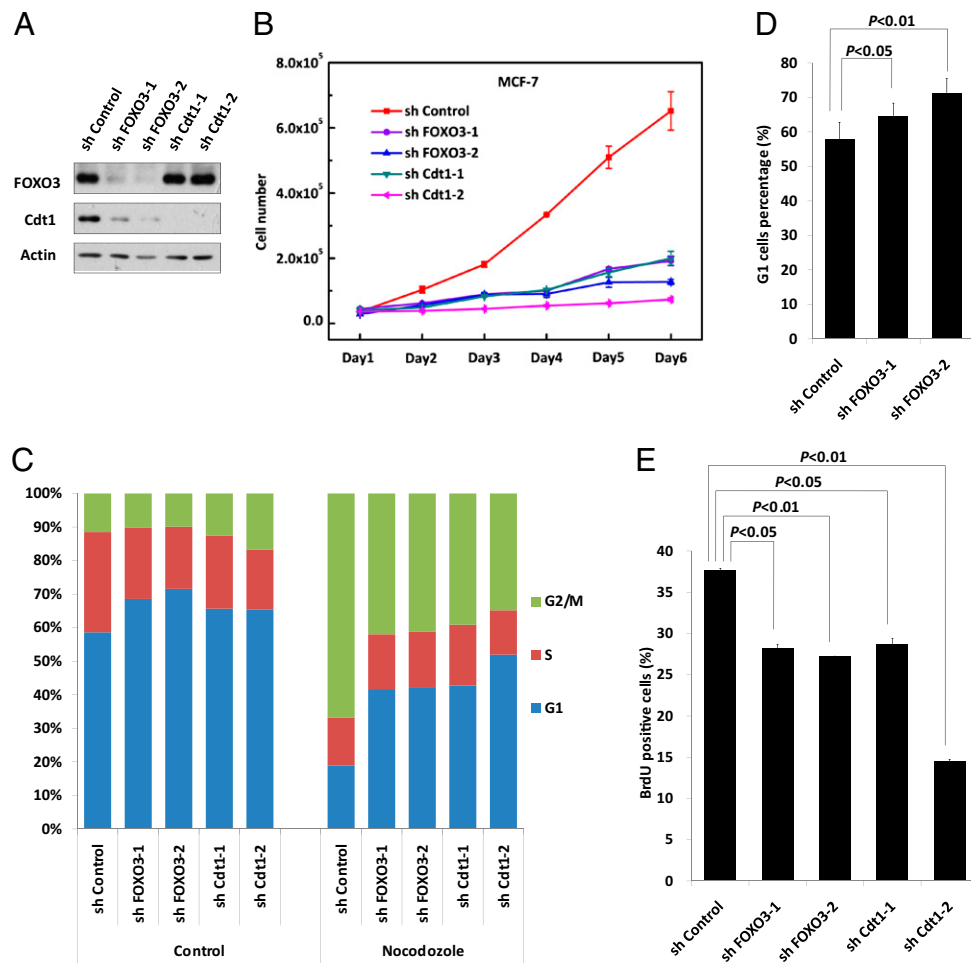 A
sh Control
sh FOXO3-1
sh FOXO3-2
sh Cdt1-1
sh Cdt1-2
FOXO3
Cdt1
Actin
B
8.0x10⁵
6.0x10⁵
4.0x10⁵
2.0x10⁵
0.0
Cell number
MCF-7
sh Control
sh FOXO3-1
sh FOXO3-2
sh Cdt1-1
sh Cdt1-2
Day1 Day2 Day3 Day4 Day5 Day6
D
P<0.01
P<0.05
80
70
60
50
40
30
20
10
0
G1 cells percentage (%)
sh Control
sh FOXO3-1
sh FOXO3-2
C
100%
90%
80%
70%
60%
50%
40%
30%
20%
10%
0%
G2/M
S
G1
sh Control
sh FOXO3-1
sh FOXO3-2
sh Cdt1-1
sh Cdt1-2
sh Control
sh FOXO3-1
sh FOXO3-2
sh Cdt1-1
sh Cdt1-2
Control
Nocodozole
E
P<0.01
P<0.05
P<0.01
P<0.05
40
35
30
25
20
15
10
5
0
BrdU positive cells (%)
sh Control
sh FOXO3-1
sh FOXO3-2
sh Cdt1-1
sh Cdt1-2